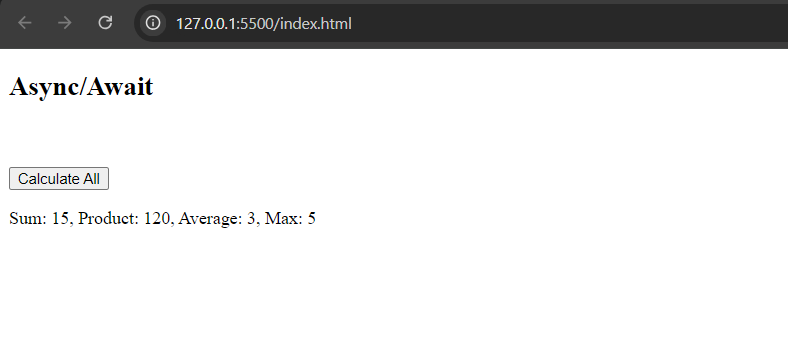 127.0.0.1:5500/index.html
Async/Await
Calculate All
Sum: 15, Product: 120, Average: 3, Max: 5